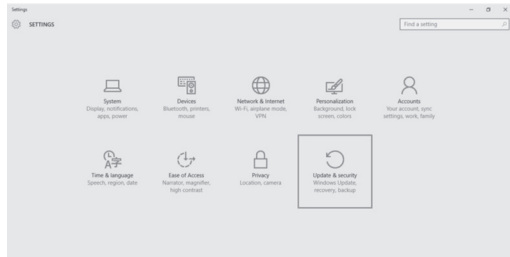 Settings
SETTINGS
Find a setting
System
Display, notifications,
apps, power
Devices
Bluetooth, printers,
mouse
Network & Internet
Wi-Fi, airplane mode,
VPN
Personalization
Background, lock
screen, colors
Accounts
Your account, sync
settings, work, family
Time & language
Speech, region, date
Ease of Access
Narrator, magnifier,
high contrast
Privacy
Location, camera
Update & security
Windows Update,
recovery, backup